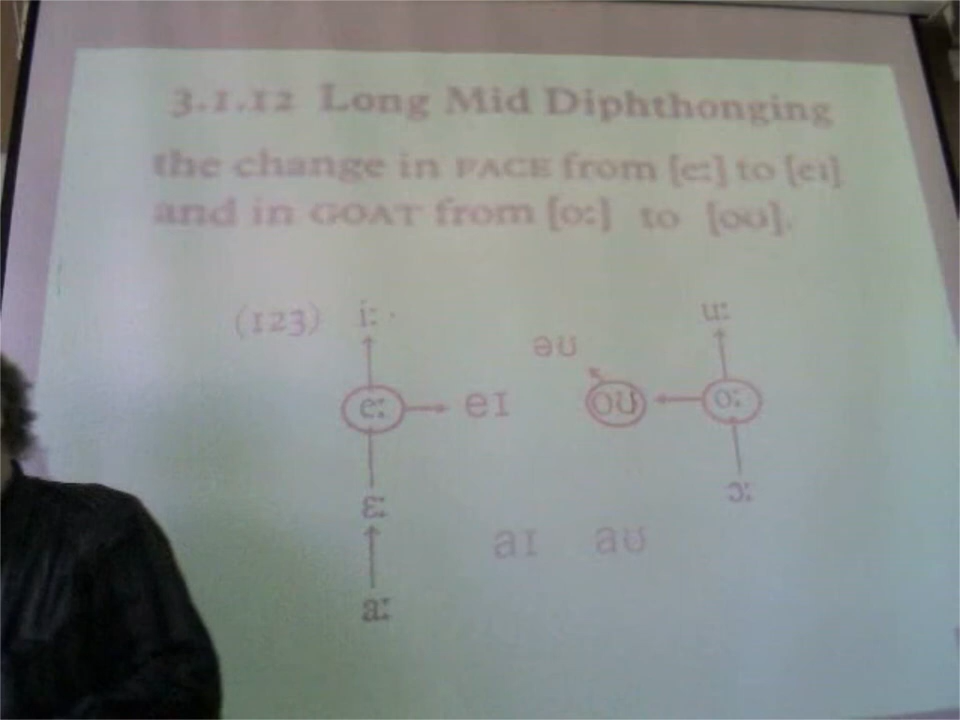 3.1.12 Long Mid Diphthonging
the change in FACE from [eː] to [eɪ]
and in GOAT from [oː] to [oʊ].
(123) iː uː
əʊ
eː eɪ oʊ oː
ɛː ɔː
aɪ aʊ
aː